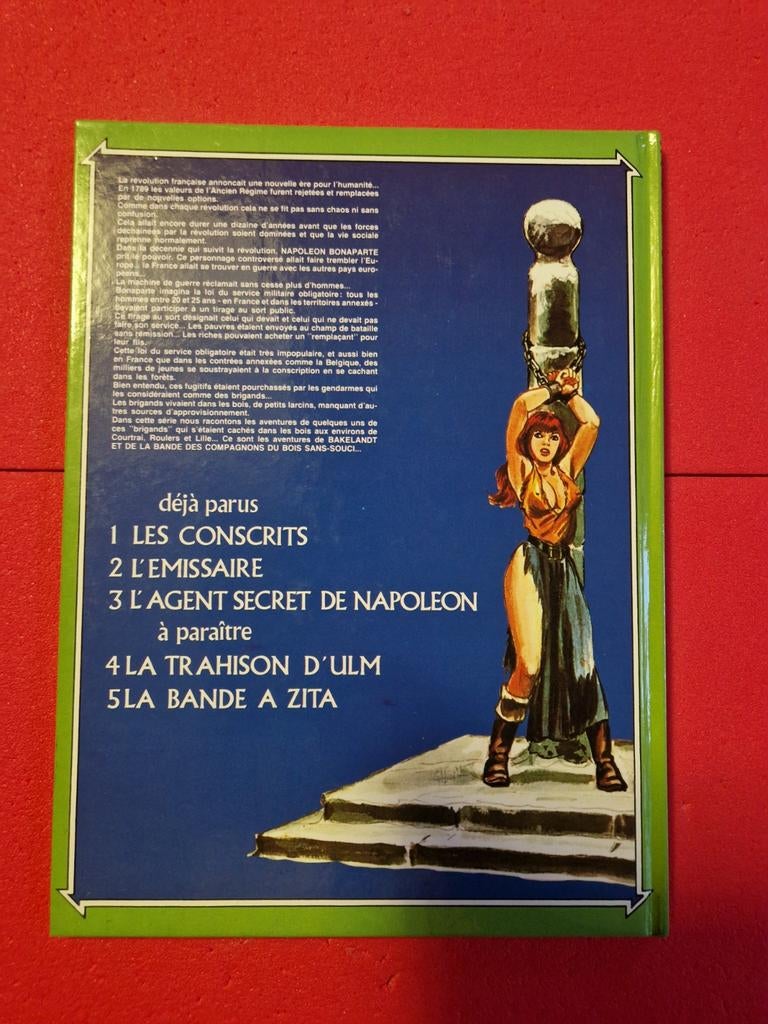 La révolution française annoncait une nouvelle ère pour l'humanité...
En 1789 les valeurs de l'Ancien Régime furent rejetées et remplacées
par de nouvelles options.
Comme dans chaque révolution cela ne se fit pas sans chaos ni sans
confusion.
Cela allait encore durer une dizaine d'années avant que les forces
déchainées par la révolution soient dominées et que la vie sociale
reprenne normalement.
Dans la décennie qui suivit la révolution, NAPOLEON BONAPARTE
prit le pouvoir. Ce personnage controversé allait faire trembler l'Eu-
rope... la France allait se trouver en guerre avec les autres pays euro-
péens...
La machine de guerre réclamait sans cesse plus d'hommes...
Bonaparte imagina la loi du service militaire obligatoire: tous les
hommes entre 20 et 25 ans - en France et dans les territoires annexés -
devaient participer à un tirage au sort public.
Ce tirage au sort désignait celui qui devait et celui qui ne devait pas
faire son service... Les pauvres étaient envoyés au champ de bataille
sans rémission... Les riches pouvaient acheter un "remplaçant" pour
leur fils.
Cette loi du service obligatoire était très impopulaire, et aussi bien
en France que dans les contrées annexées comme la Belgique, des
milliers de jeunes se soustrayaient à la conscription en se cachant
dans les forêts.
Bien entendu, ces fugitifs étaient pourchassés par les gendarmes qui
les considéraient comme des brigands...
Les brigands vivaient dans les bois, de petits larcins, manquant d'au-
tres sources d'approvisionnement.
Dans cette série nous racontons les aventures de quelques uns de
ces "brigands" qui s'étaient cachés dans les bois aux environs de
Courtrai, Roulers et Lille... Ce sont les aventures de BAKELANDT
ET DE LA BANDE DES COMPAGNONS DU BOIS SANS-SOUCI...
déjà parus
1 LES CONSCRITS
2 L'EMISSAIRE
3 L'AGENT SECRET DE NAPOLEON
à paraître
4 LA TRAHISON D'ULM
5 LA BANDE A ZITA